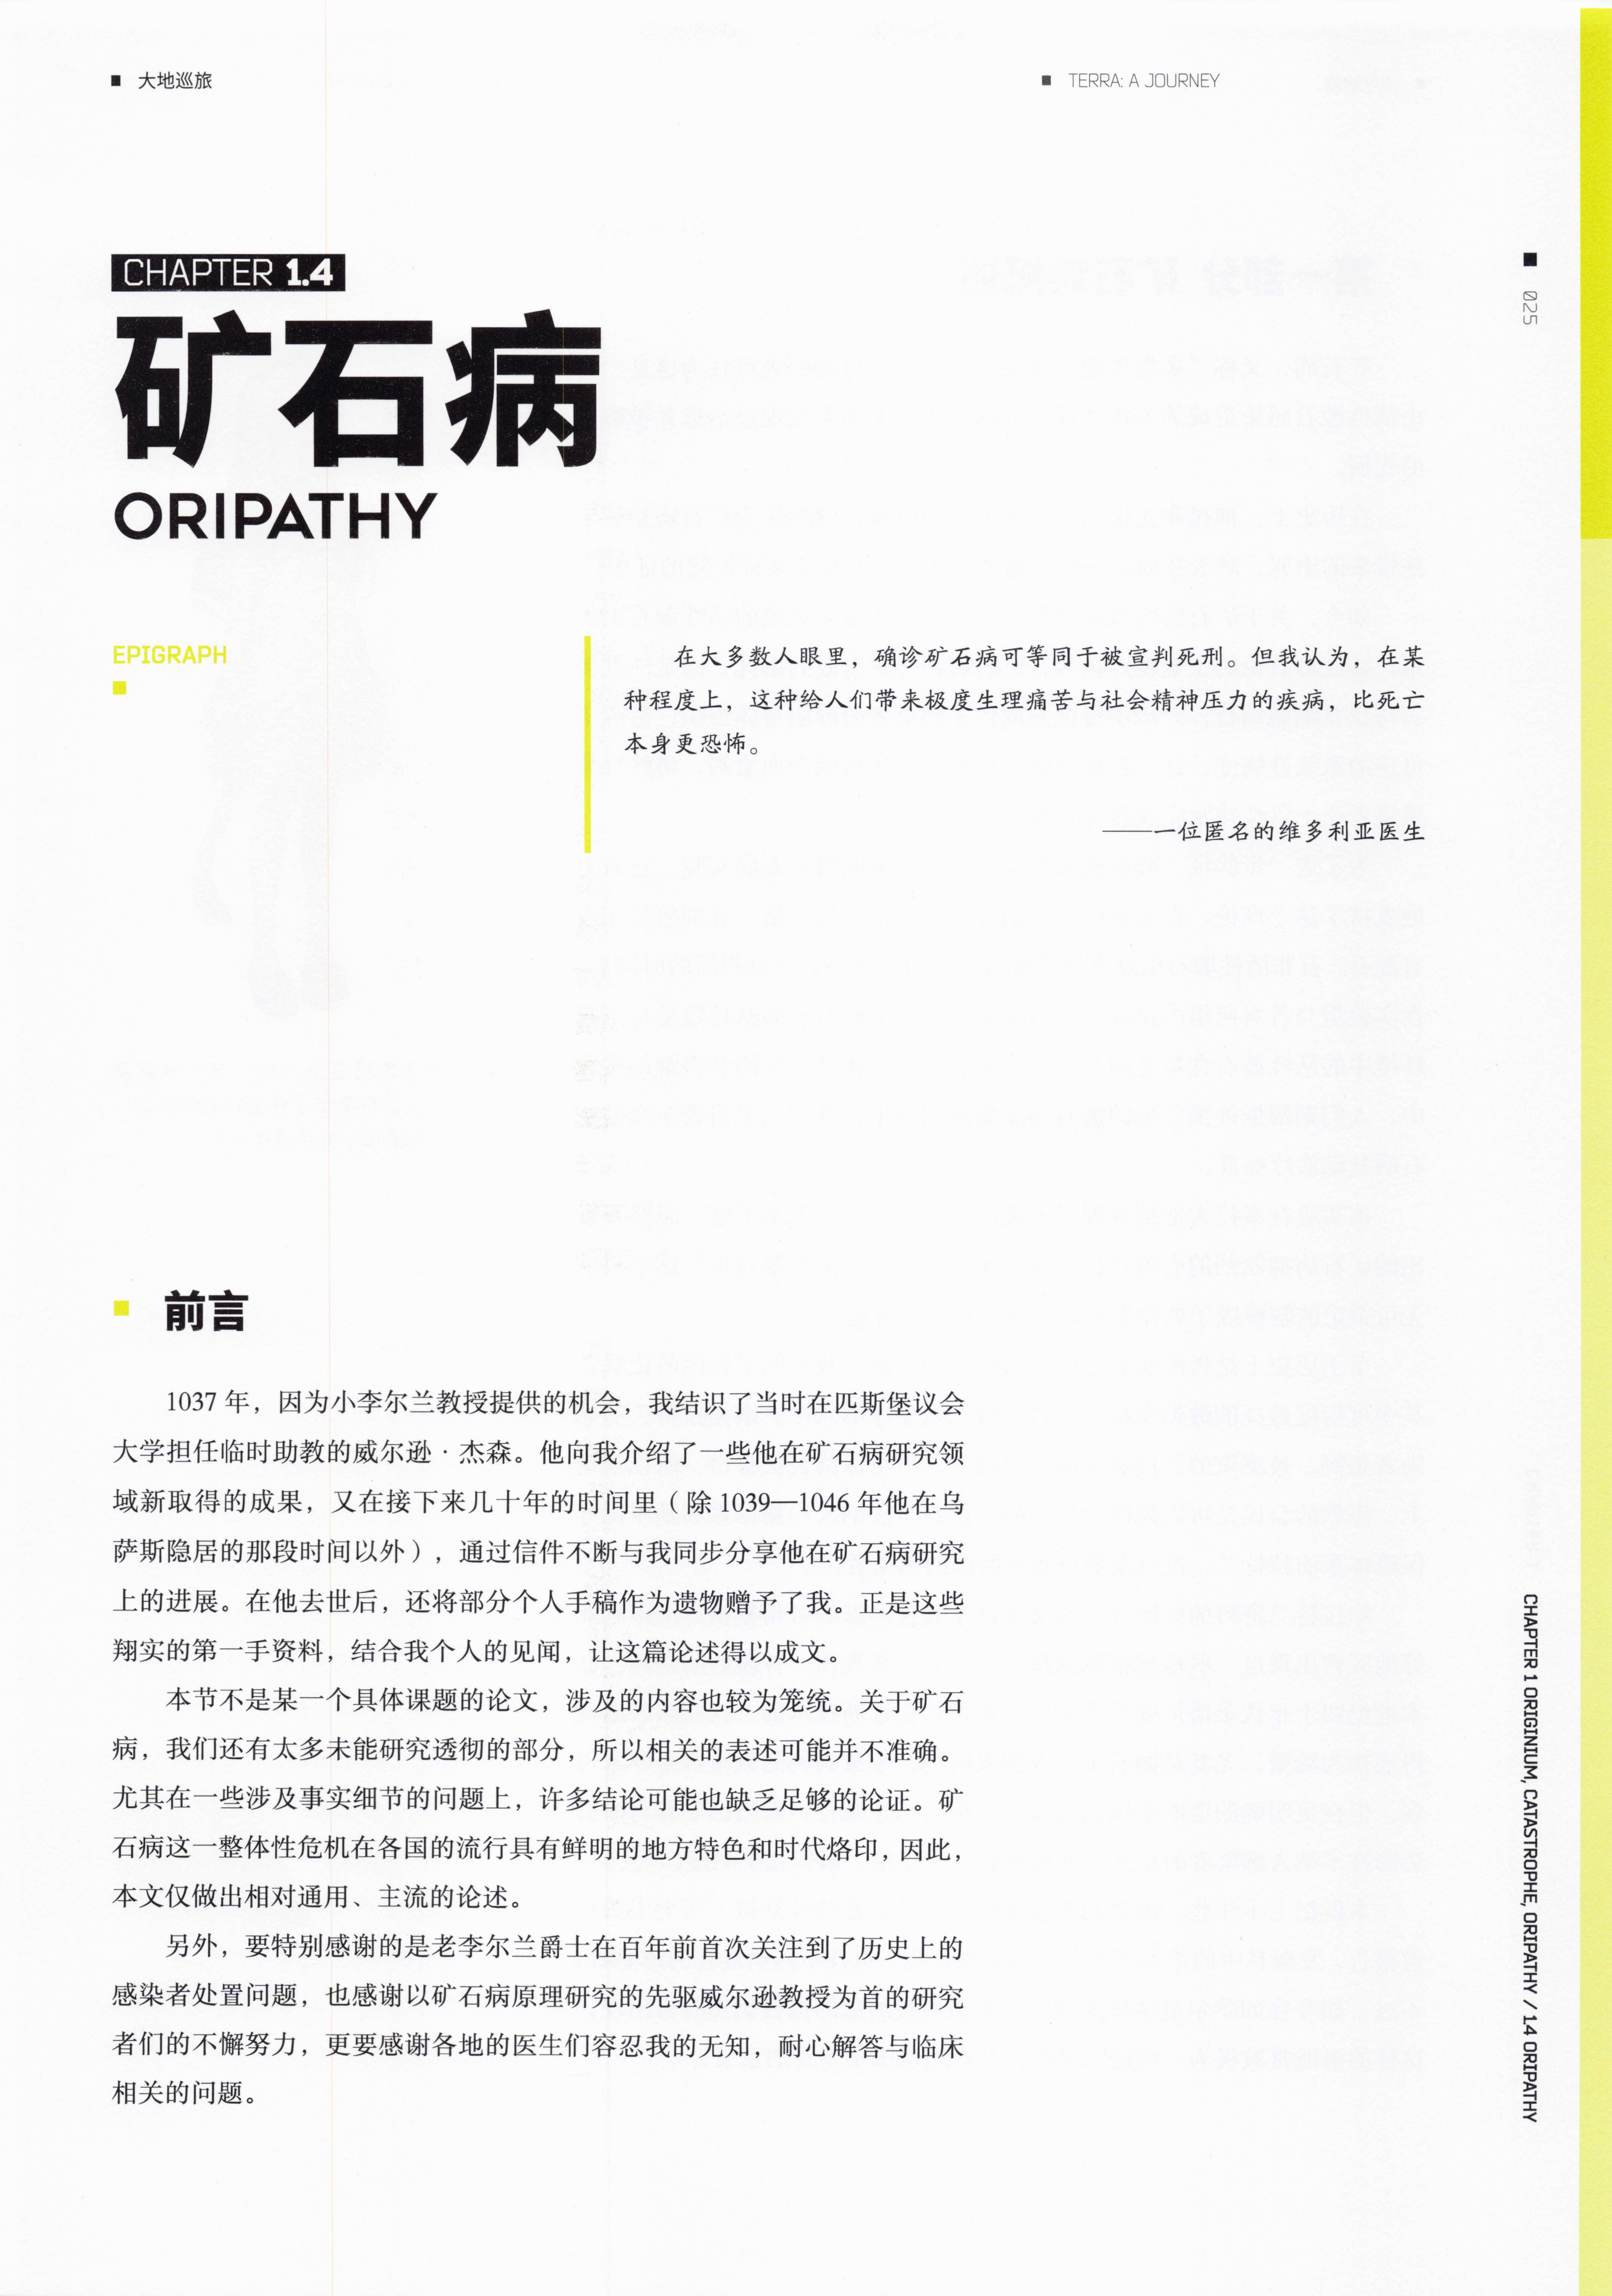 大地巡旅
TERRA: A JOURNEY
025
CHAPTER 1.4
矿石病
ORIPATHY
EPIGRAPH
在大多数人眼里，确诊矿石病可等同于被宣判死刑。但我认为，在某
种程度上，这种给人们带来极度生理痛苦与社会精神压力的疾病，比死亡
本身更恐怖。
——一位匿名的维多利亚医生
前言
1037 年，因为小李尔兰教授提供的机会，我结识了当时在匹斯堡议会
大学担任临时助教的威尔逊·杰森。他向我介绍了一些他在矿石病研究领
域新取得的成果，又在接下来几十年的时间里（除 1039—1046 年他在乌
萨斯隐居的那段时间以外），通过信件不断与我同步分享他在矿石病研究
上的进展。在他去世后，还将部分个人手稿作为遗物赠予了我。正是这些
翔实的第一手资料，结合我个人的见闻，让这篇论述得以成文。
本节不是某一个具体课题的论文，涉及的内容也较为笼统。关于矿石
病，我们还有太多未能研究透彻的部分，所以相关的表述可能并不准确。
尤其在一些涉及事实细节的问题上，许多结论可能也缺乏足够的论证。矿
石病这一整体性危机在各国的流行具有鲜明的地方特色和时代烙印，因此，
本文仅做出相对通用、主流的论述。
另外，要特别感谢的是老李尔兰爵士在百年前首次关注到了历史上的
感染者处置问题，也感谢以矿石病原理研究的先驱威尔逊教授为首的研究
者们的不懈努力，更要感谢各地的医生们容忍我的无知，耐心解答与临床
相关的问题。
CHAPTER 1 ORIGINIUM, CATASTROPHE, ORIPATHY / 1.4 ORIPATHY